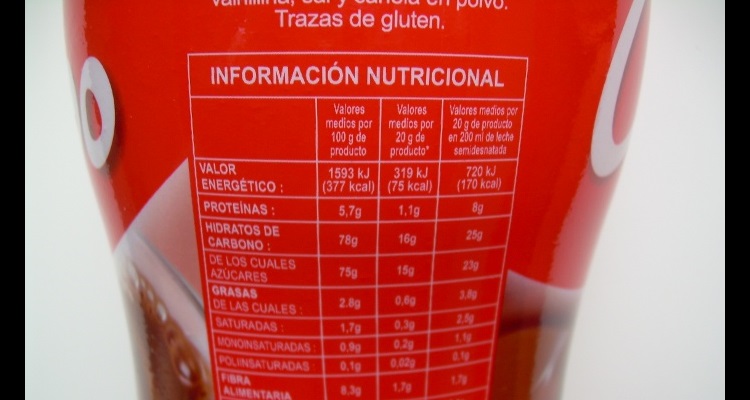 vainillina, sal y canela en polvo.
Trazas de gluten.
INFORMACIÓN NUTRICIONAL
Valores medios por 100 g de producto
Valores medios por 20 g de producto*
Valores medios por 20 g de producto en 200 ml de leche semidesnatada
VALOR ENERGÉTICO : 1593 kJ (377 kcal) 319 kJ (75 kcal) 720 kJ (170 kcal)
PROTEÍNAS : 5,7g 1,1g 8g
HIDRATOS DE CARBONO : 78g 16g 25g
DE LOS CUALES AZÚCARES 75g 15g 23g
GRASAS DE LAS CUALES : 2.8g 0,6g 3,8g
SATURADAS : 1,7g 0,3g 2,5g
MONOINSATURADAS : 0.9g 0,2g 1,1g
POLIINSATURADAS 0,1g 0,02g 0,1g
FIBRA ALIMENTARIA 8,3g 1,7g 1,7g